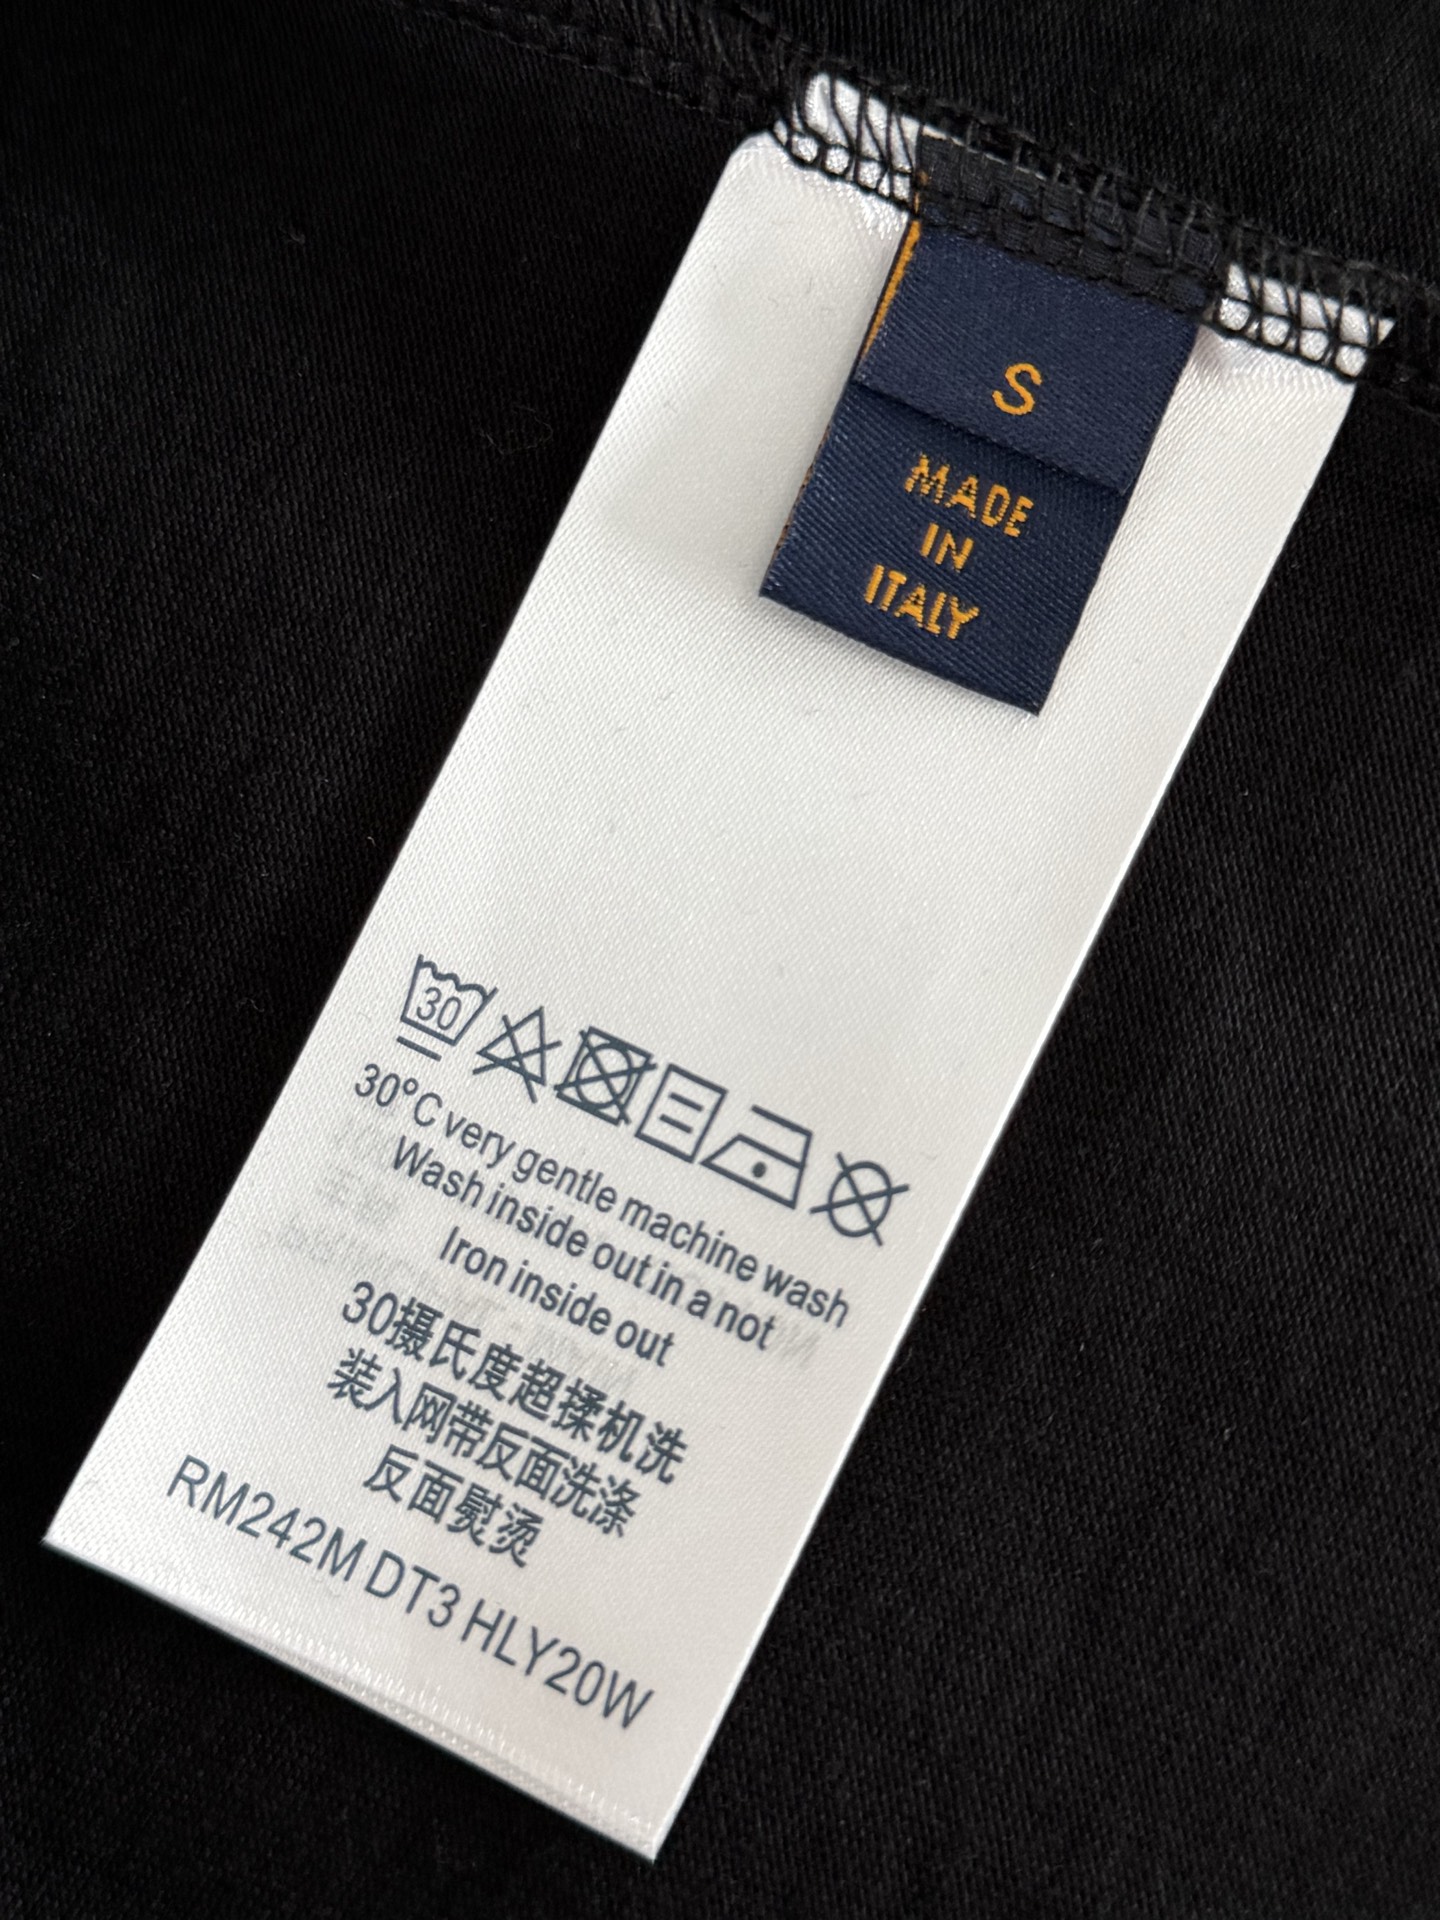 S
MADE
IN
ITALY
30
30°C very gentle machine wash
Wash inside out in a not
Iron inside out
30摄氏度超揉机洗
装入网带反面洗涤
反面熨烫
RM242M DT3 HLY20W